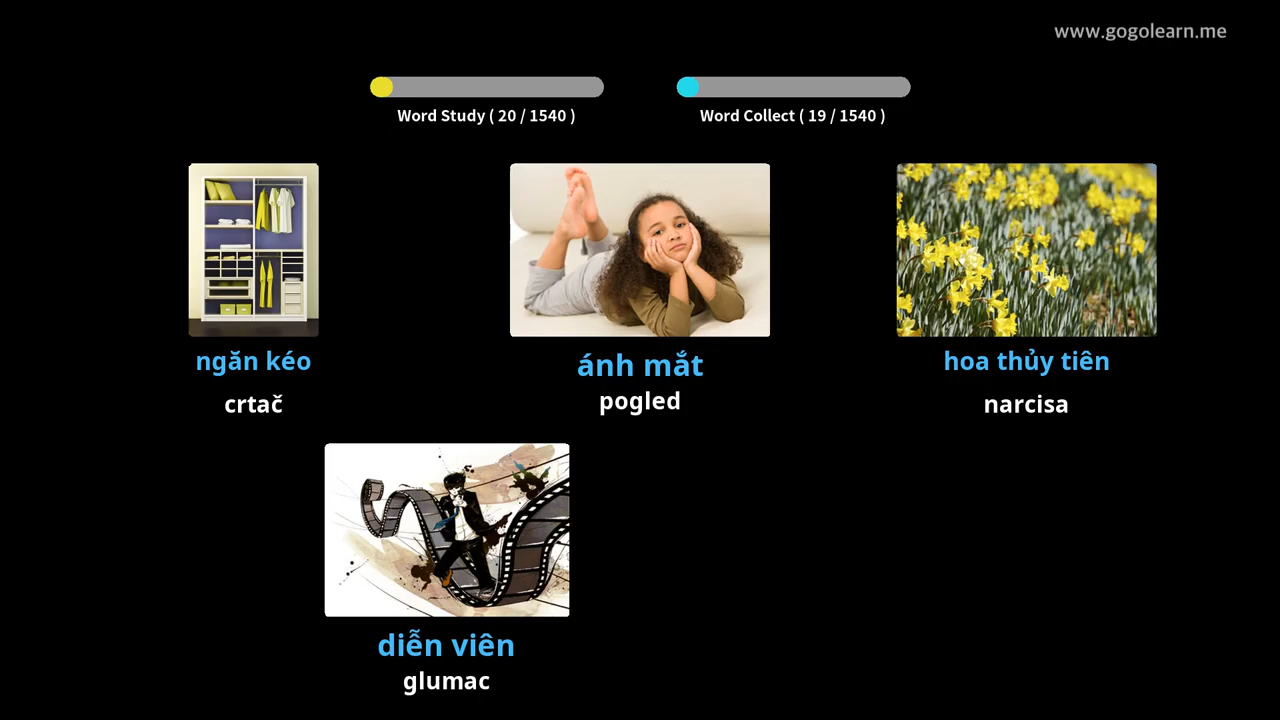 www.gogolearn.me
Word Study ( 20 / 1540 )
Word Collect ( 19 / 1540 )
ngăn kéo
crtač
ánh mắt
pogled
hoa thủy tiên
narcisa
diễn viên
glumac